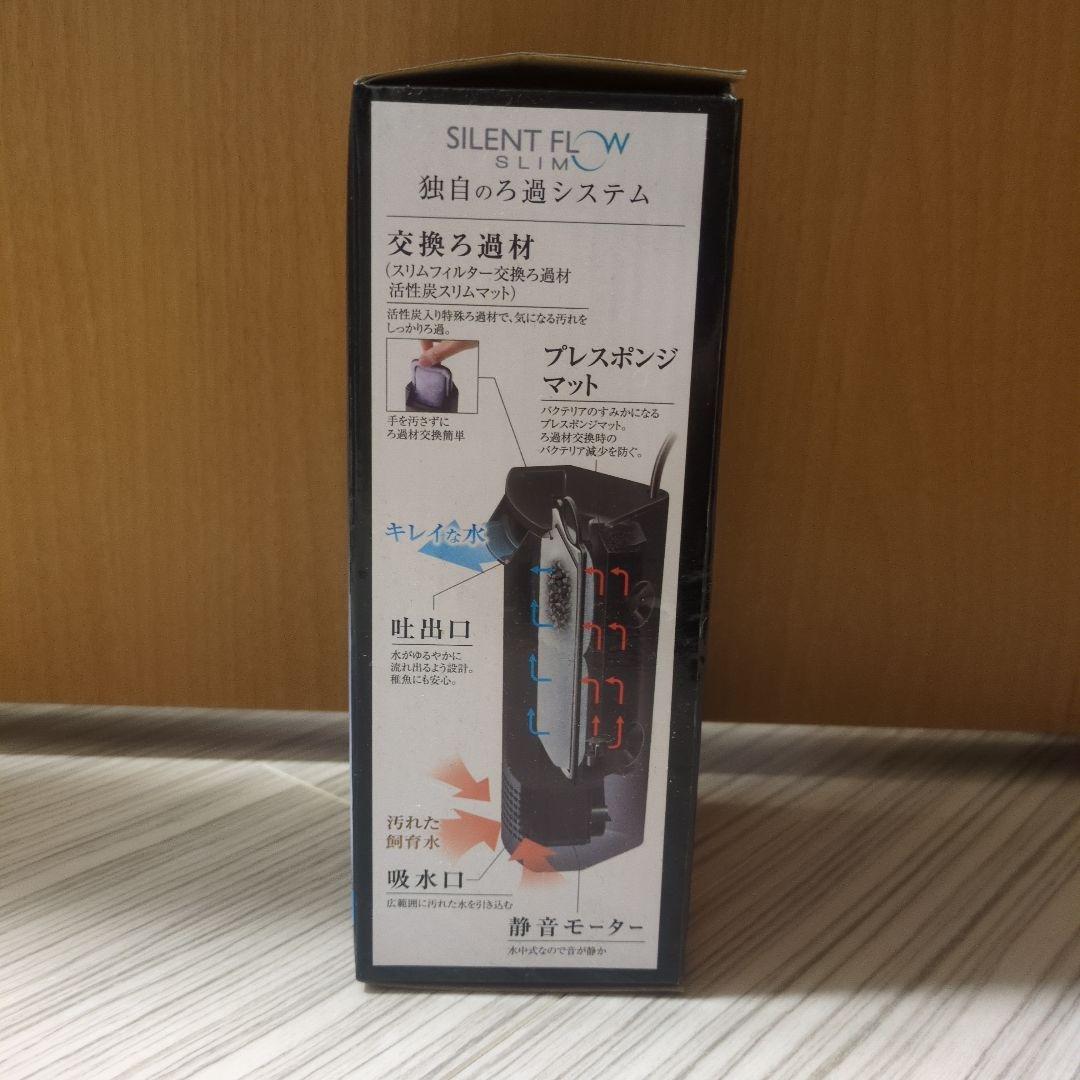 SILENT FLOW
SLIM
独自のろ過システム
交換ろ過材
(スリムフィルター交換ろ過材
活性炭スリムマット)
活性炭入り特殊ろ過材で、気になる汚れを
しっかりろ過。
手を汚さずに
ろ過材交換簡単
プレスポンジ
マット
バクテリアのすみかになる
プレスポンジマット。
ろ過材交換時の
バクテリア減少を防ぐ。
キレイな水
吐出口
水がゆるやかに
流れ出るよう設計。
稚魚にも安心。
汚れた
飼育水
吸水口
広範囲に汚れた水を引き込む
静音モーター
水中式なので音が静か